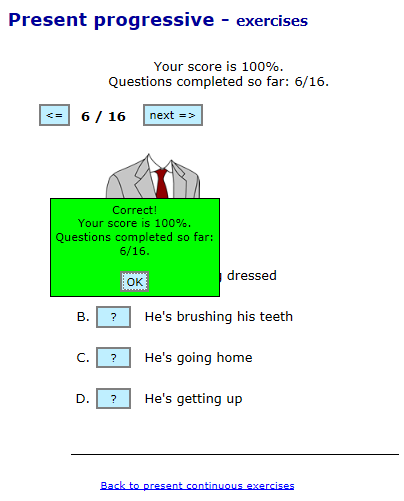 Present progressive - exercises
Your score is 100%.
Questions completed so far: 6/16.
<= 6 / 16 next =>
Correct!
Your score is 100%.
Questions completed so far:
6/16.
OK
dressed
B. ? He's brushing his teeth
C. ? He's going home
D. ? He's getting up
Back to present continuous exercises